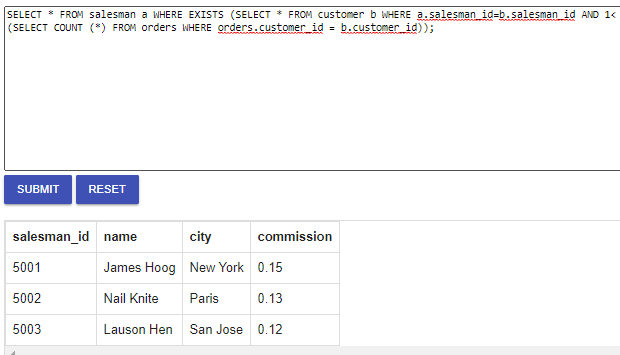 SELECT * FROM salesman a WHERE EXISTS (SELECT * FROM customer b WHERE a.salesman_id=b.salesman_id AND 1<
(SELECT COUNT (*) FROM orders WHERE orders.customer_id = b.customer_id));
SUBMIT RESET
salesman_id name city commission
5001 James Hoog New York 0.15
5002 Nail Knite Paris 0.13
5003 Lauson Hen San Jose 0.12